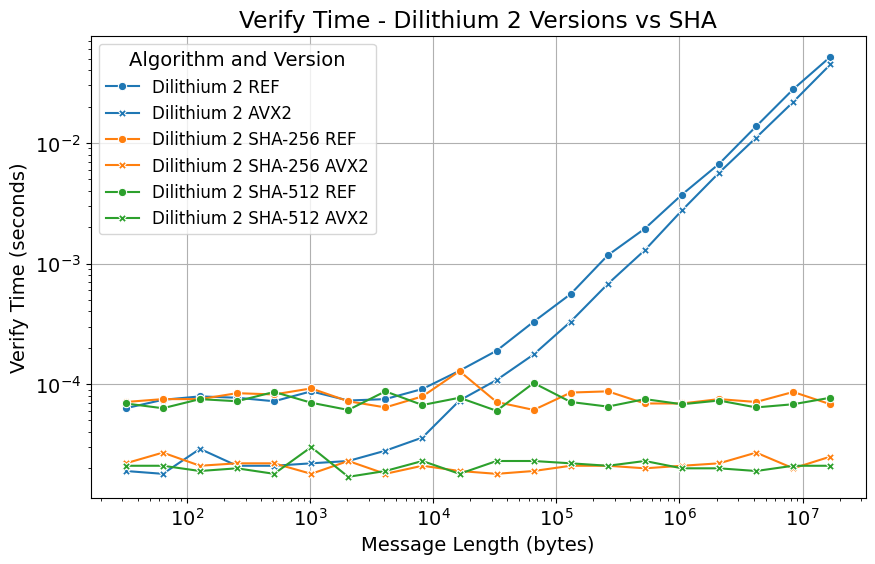 Verify Time - Dilithium 2 Versions vs SHA
Algorithm and Version
Dilithium 2 REF
Dilithium 2 AVX2
Dilithium 2 SHA-256 REF
Dilithium 2 SHA-256 AVX2
Dilithium 2 SHA-512 REF
Dilithium 2 SHA-512 AVX2
Verify Time (seconds)
10⁻²
10⁻³
10⁻⁴
10² 10³ 10⁴ 10⁵ 10⁶ 10⁷
Message Length (bytes)